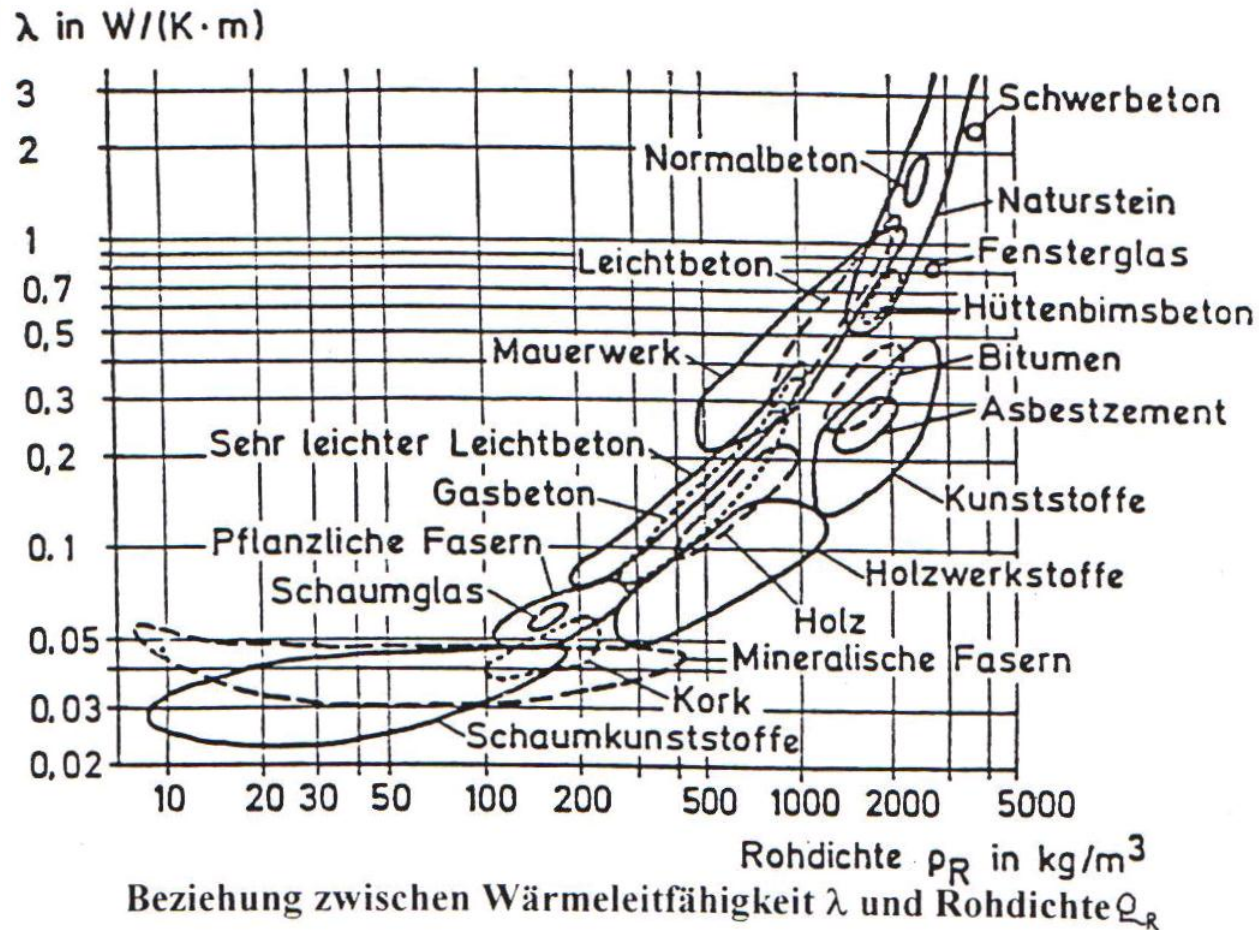 λ in W/(K·m)
3
2
1
0,7
0,5
0,3
0,2
0,1
0,05
0,03
0,02
Schwerbeton
Normalbeton
Naturstein
Fensterglas
Leichtbeton
Hüttenbimsbeton
Mauerwerk
Bitumen
Asbestzement
Sehr leichter Leichtbeton
Gasbeton
Kunststoffe
Pflanzliche Fasern
Schaumglas
Holzwerkstoffe
Holz
Mineralische Fasern
Kork
Schaumkunststoffe
10 20 30 50 100 200 500 1000 2000 5000
Rohdichte ρR in kg/m³
Beziehung zwischen Wärmeleitfähigkeit λ und Rohdichte ϱR